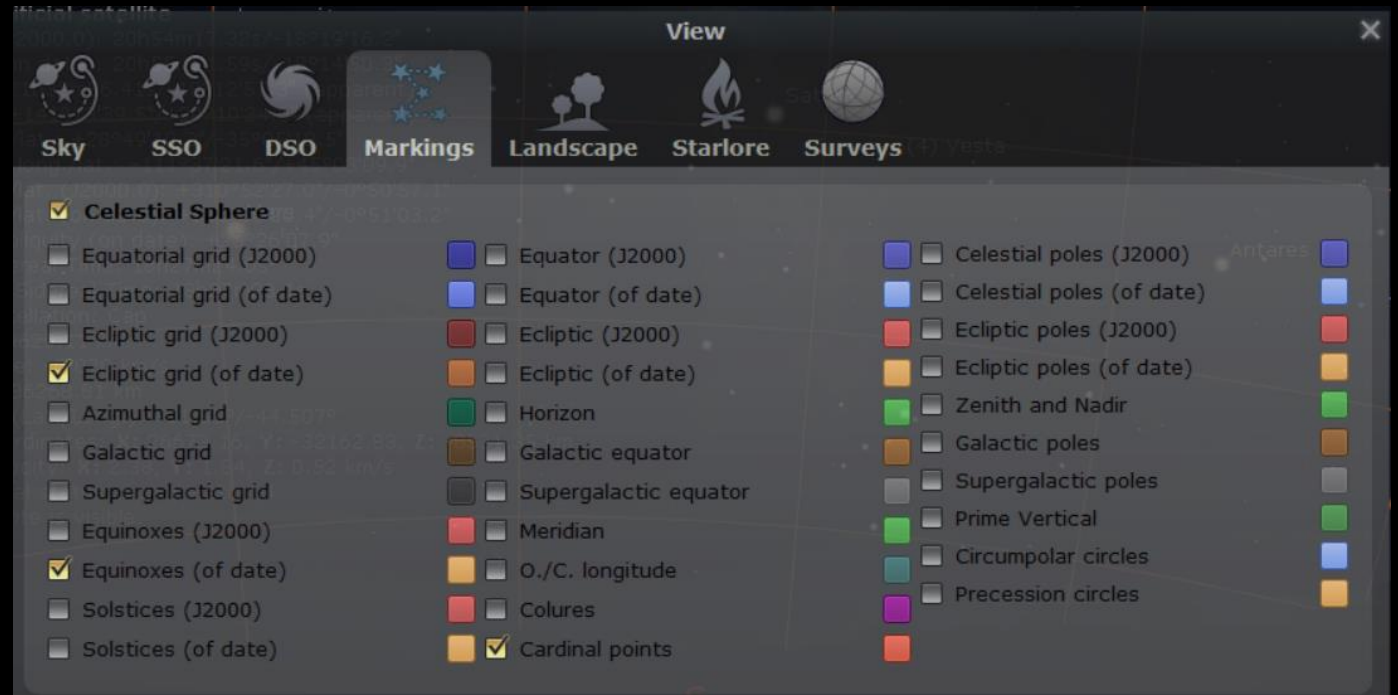 View
Sky SSO DSO Markings Landscape Starlore Surveys
(4) Vesta
Celestial Sphere
Equatorial grid (J2000) Equator (J2000) Celestial poles (J2000)
Antares
Equatorial grid (of date) Equator (of date) Celestial poles (of date)
Ecliptic grid (J2000) Ecliptic (J2000) Ecliptic poles (J2000)
Ecliptic grid (of date) Ecliptic (of date) Ecliptic poles (of date)
Azimuthal grid Horizon Zenith and Nadir
Galactic grid Galactic equator Galactic poles
Supergalactic grid Supergalactic equator Supergalactic poles
Equinoxes (J2000) Meridian Prime Vertical
Equinoxes (of date) O./C. longitude Circumpolar circles
Solstices (J2000) Colures Precession circles
Solstices (of date) Cardinal points